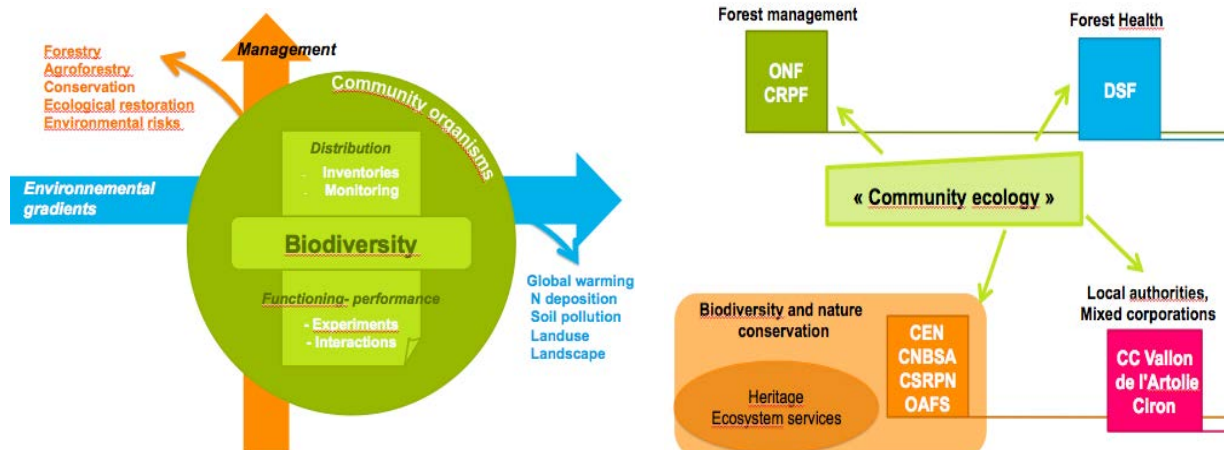 Management
Forestry
Agroforestry
Conservation
Ecological restoration
Environmental risks
Community organisms
Distribution
- Inventories
- Monitoring
Environnemental
gradients
Biodiversity
Functioning- performance
- Experiments
- Interactions
Global warming
N deposition
Soil pollution
Landuse
Landscape
Forest management
ONF
CRPF
Forest Health
DSF
« Community ecology »
Biodiversity and nature
conservation
CEN
CNBSA
CSRPN
OAFS
Heritage
Ecosystem services
Local authorities,
Mixed corporations
CC Vallon
de l'Artolie
Ciron